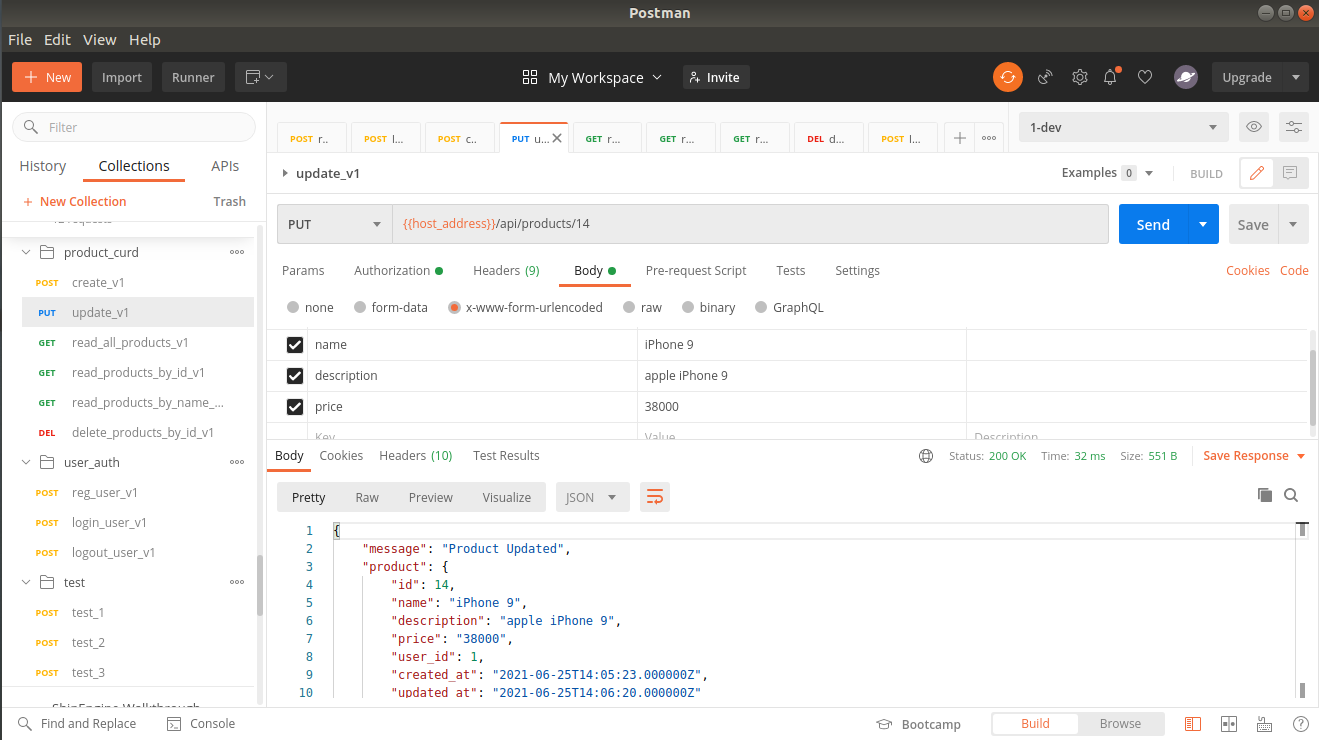 Postman
File Edit View Help
New Import Runner My Workspace Invite Upgrade
Filter
History Collections APIs
New Collection Trash
product_curd
POST create_v1
PUT update_v1
GET read_all_products_v1
GET read_products_by_id_v1
GET read_products_by_name_...
DEL delete_products_by_id_v1
user_auth
POST reg_user_v1
POST login_user_v1
POST logout_user_v1
test
POST test_1
POST test_2
POST test_3
POST r.. POST l... POST c.. PUT u... GET r... GET r... GET r... DEL d... POST l... 1-dev
update_v1 Examples 0 BUILD
PUT {{host_address}}/api/products/14 Send Save
Params Authorization Headers (9) Body Pre-request Script Tests Settings Cookies Code
none form-data x-www-form-urlencoded raw binary GraphQL
name iPhone 9
description apple iPhone 9
price 38000
Key Value Description
Body Cookies Headers (10) Test Results Status: 200 OK Time: 32 ms Size: 551 B Save Response
Pretty Raw Preview Visualize JSON
1 {
2 "message": "Product Updated",
3 "product": {
4 "id": 14,
5 "name": "iPhone 9",
6 "description": "apple iPhone 9",
7 "price": "38000",
8 "user_id": 1,
9 "created_at": "2021-06-25T14:05:23.000000Z",
10 "updated_at": "2021-06-25T14:06:20.000000Z"
Find and Replace Console Bootcamp Build Browse